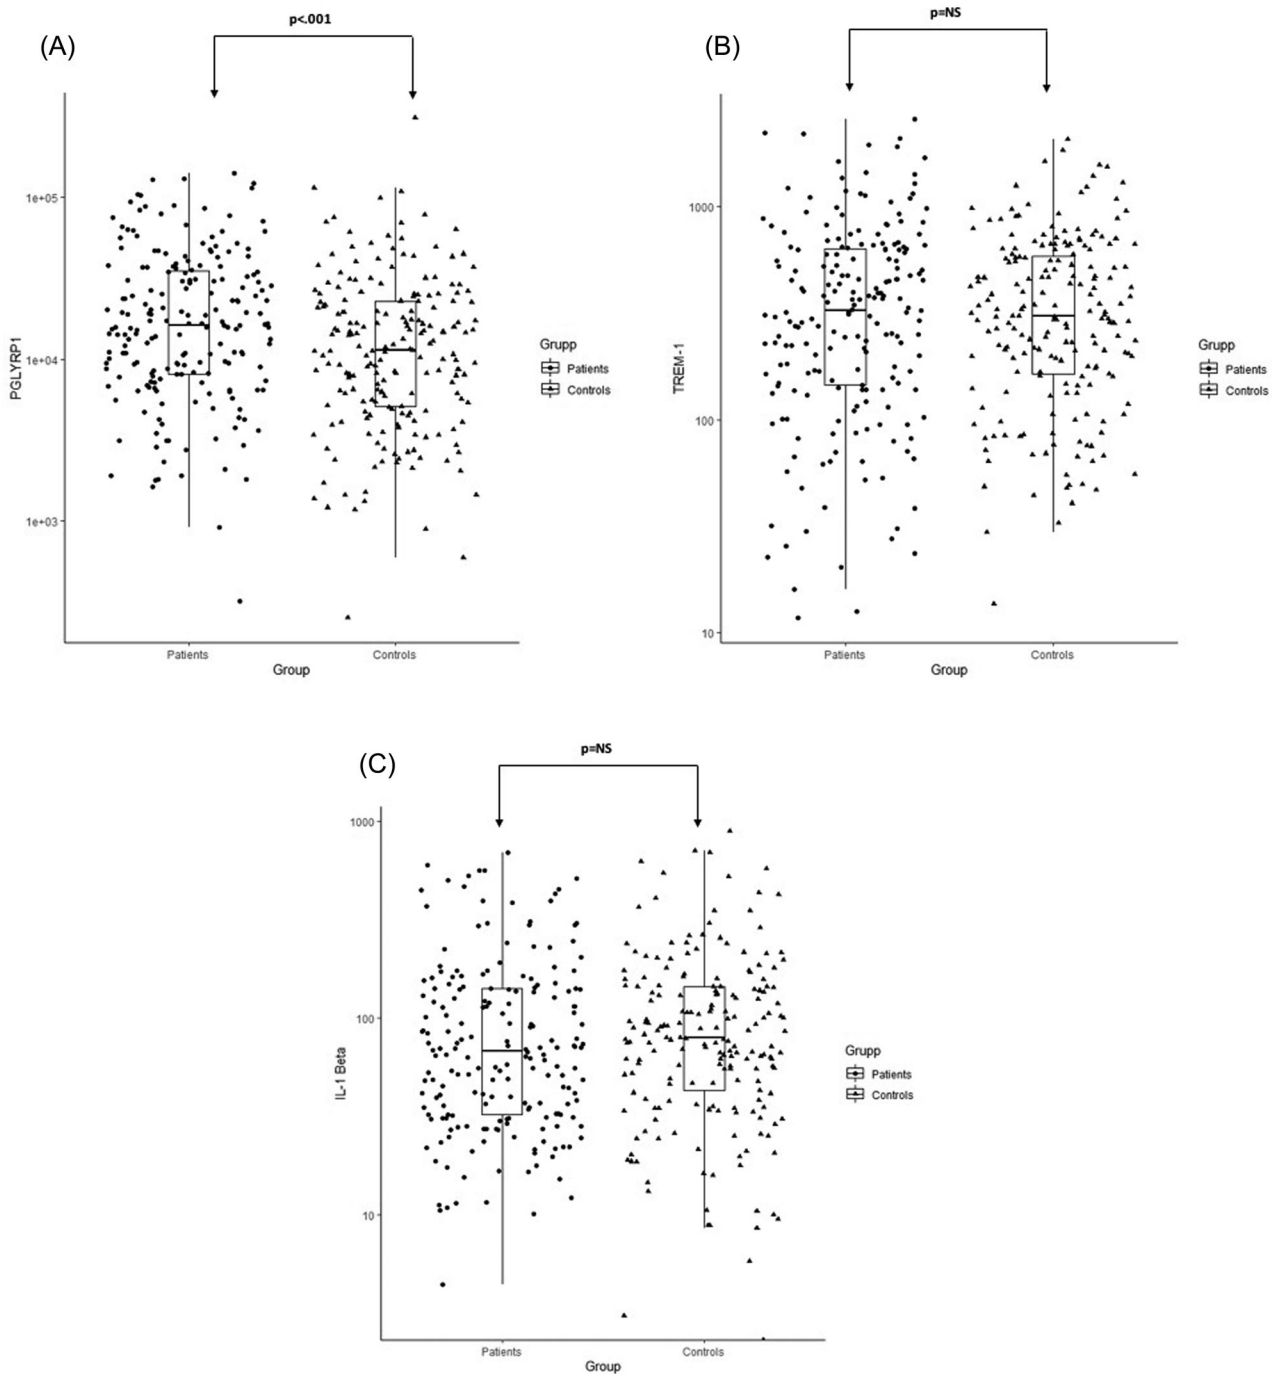 p<.001
(A)
1e+05
1e+04
1e+03
PGLYRP1
Patients
Controls
Group
Grupp
Patients
Controls
p=NS
(B)
1000
100
10
TREM-1
Patients
Controls
Group
Grupp
Patients
Controls
p=NS
(C)
1000
100
10
IL-1 Beta
Patients
Controls
Group
Grupp
Patients
Controls